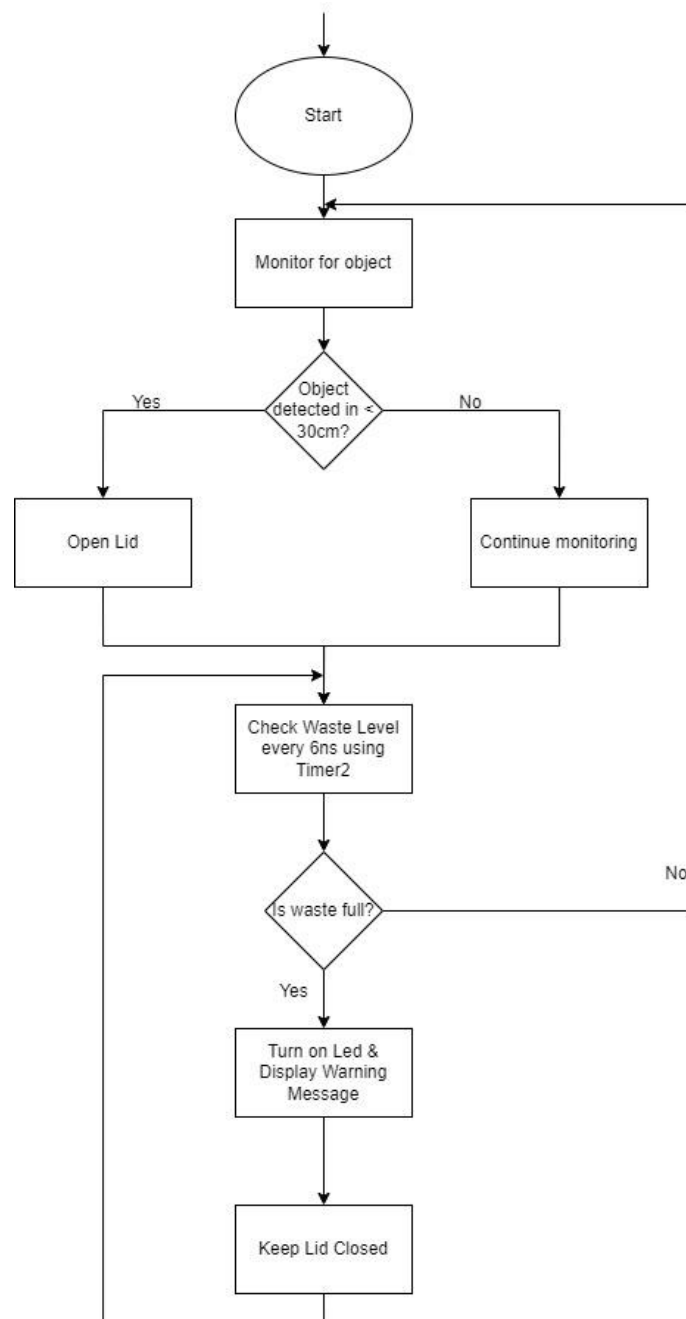 Start
Monitor for object
Object
detected in <
30cm?
Yes
No
Open Lid
Continue monitoring
Check Waste Level
every 6ns using
Timer2
Is waste full?
No
Yes
Turn on Led &
Display Warning
Message
Keep Lid Closed